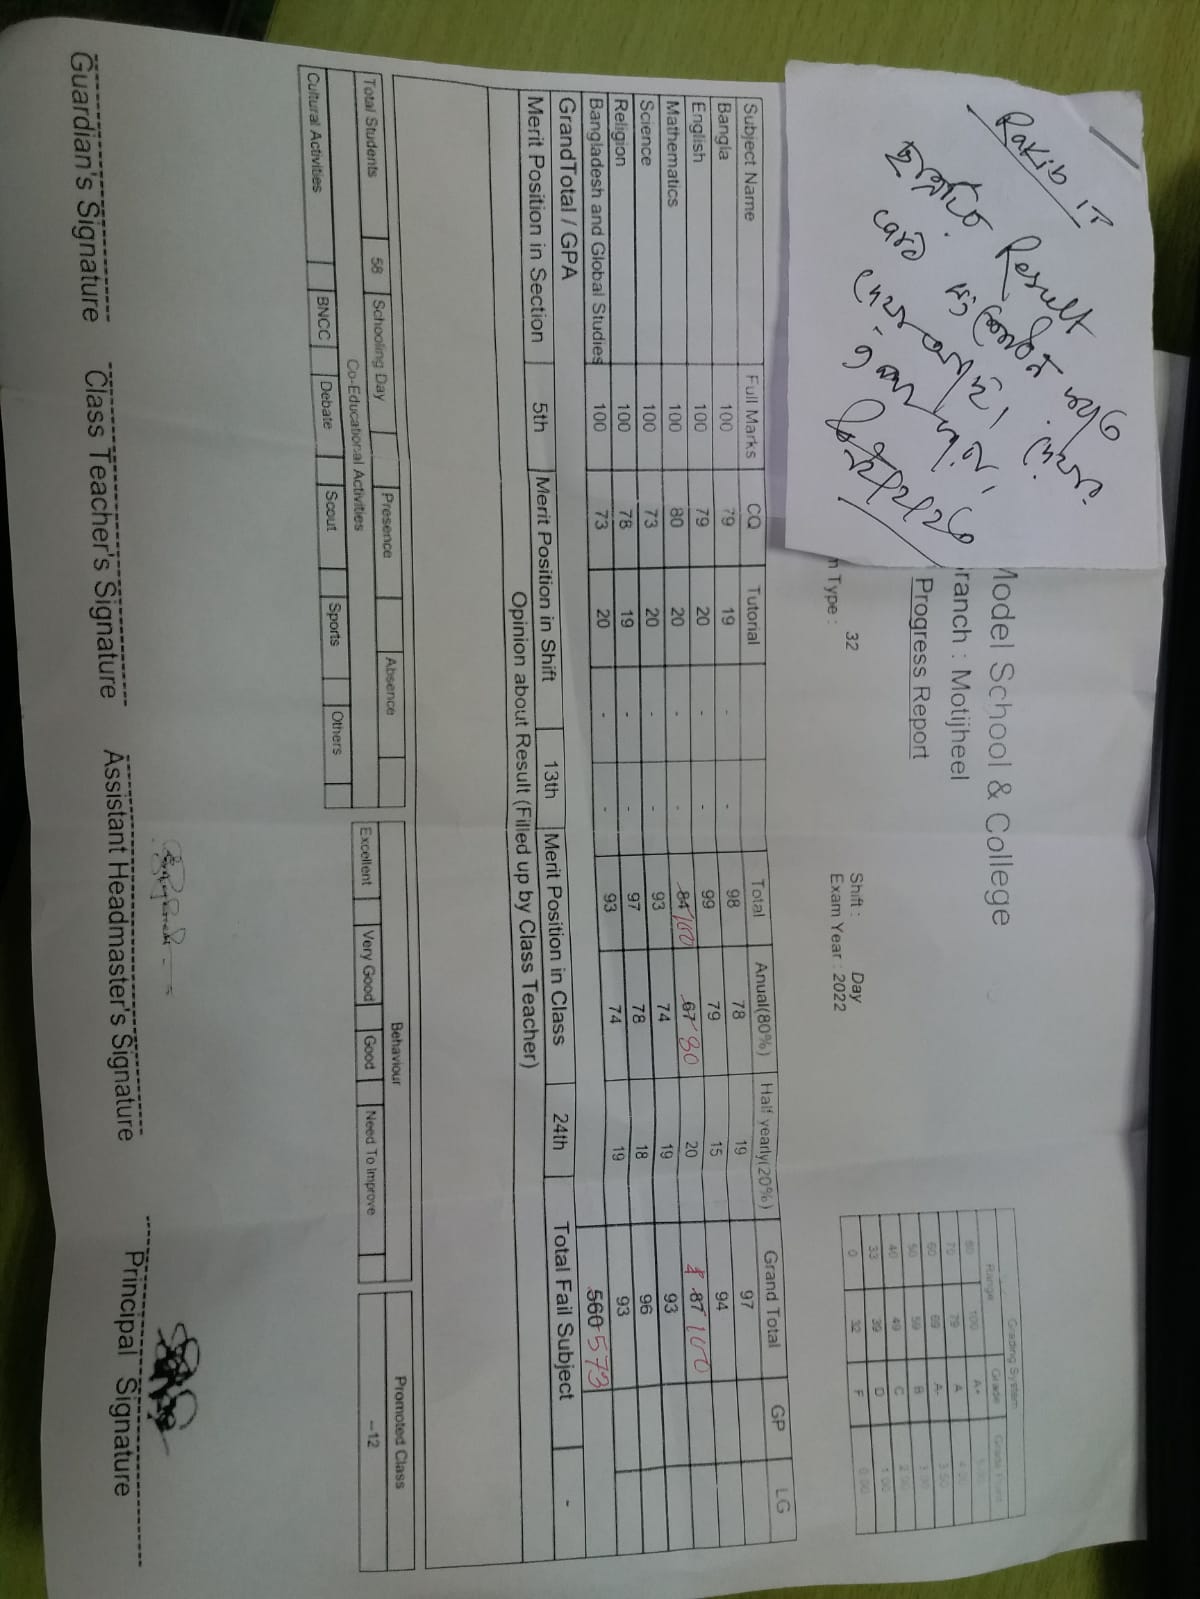 Rakib
Result
card
Model School & College
Branch : Motijheel
Progress Report
n Type :
32
Shift : Day
Exam Year : 2022
Grading System
Range Grade Grade Point
80 100 A+ 5.00
70 79 A 4.00
60 69 A- 3.50
50 59 B 3.00
40 49 C 2.00
33 39 D 1.00
0 32 F 0.00
Subject Name Full Marks CQ Tutorial Total Anual(80%) Half yearly(20%) Grand Total GP LG
Bangla 100 79 19 - - 98 78 19 97
English 100 79 20 - - 99 79 15 94
Mathematics 100 80 20 - - 84 100 67 80 20 87 100
Science 100 73 20 - - 93 74 19 93
Religion 100 78 19 - - 97 78 18 96
Bangladesh and Global Studies 100 73 20 - - 93 74 19 93
GrandTotal / GPA 560 573
Merit Position in Section 5th Merit Position in Shift 13th Merit Position in Class 24th Total Fail Subject -
Opinion about Result (Filled up by Class Teacher)
Total Students 58 Schooling Day Presence Absence
Co-Educational Activities
Cultural Activities BNCC Debate Scout Sports Others
Behaviour
Excellent Very Good Good Need To Improve
Promoted Class
--12
Guardian's Signature Class Teacher's Signature Assistant Headmaster's Signature Principal Signature